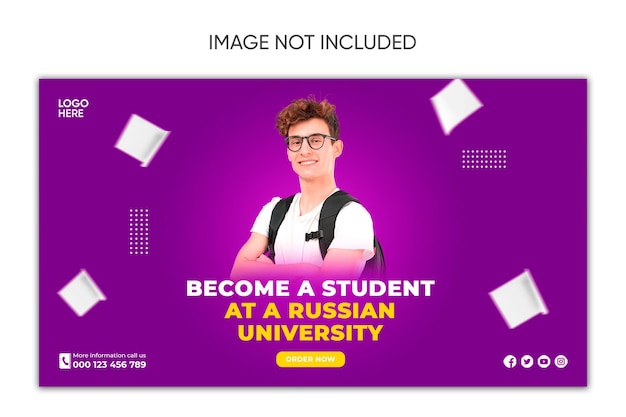 IMAGE NOT INCLUDED
LOGO
HERE
BECOME A STUDENT
AT A RUSSIAN
UNIVERSITY
ORDER NOW
More information call us
000 123 456 789